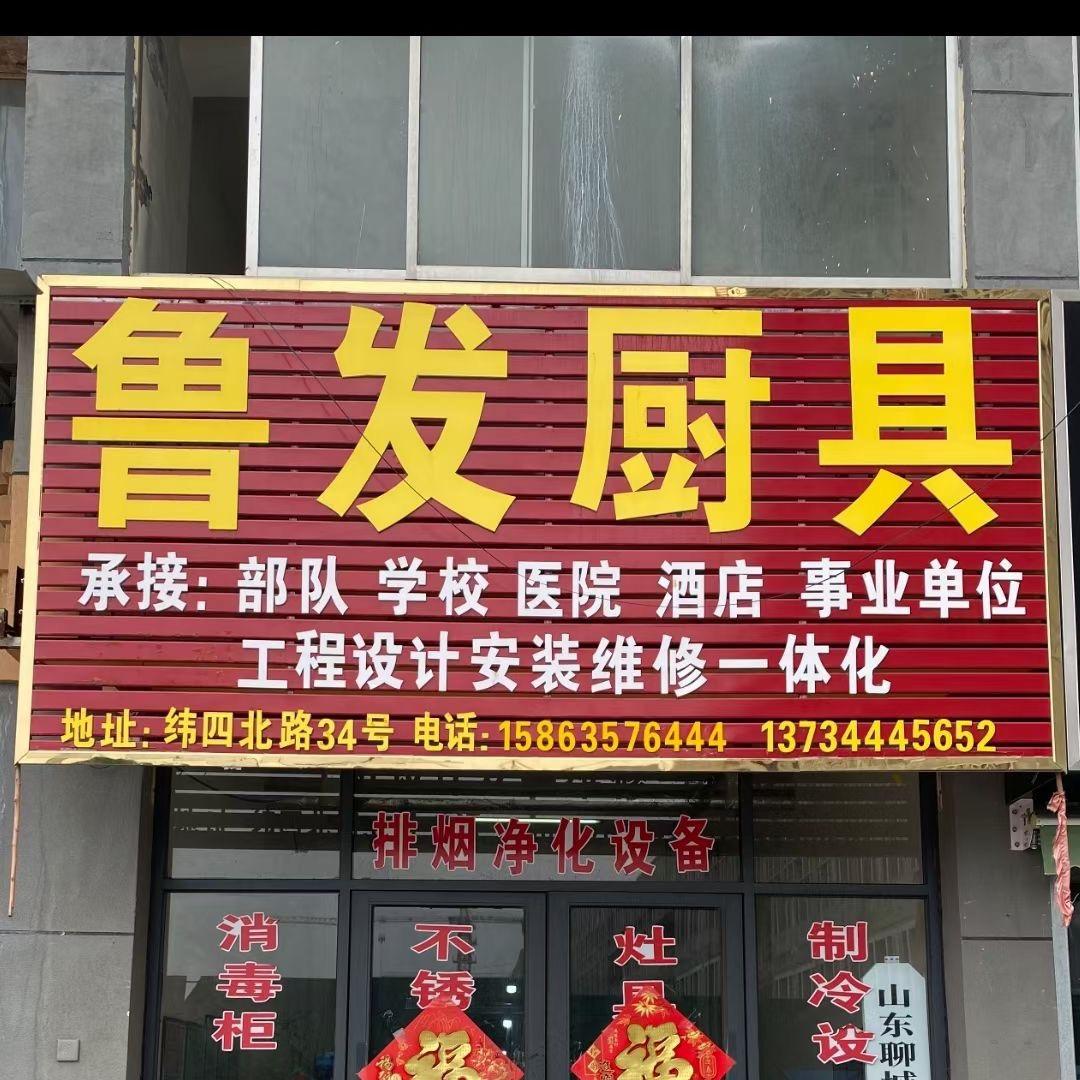 鲁发厨具
承接: 部队 学校 医院 酒店 事业单位
工程设计安装维修一体化
地址: 纬四北路34号 电话: 15863576444 13734445652
排烟净化设备
消毒柜
不锈
灶具
制冷设
山东聊城
福
福